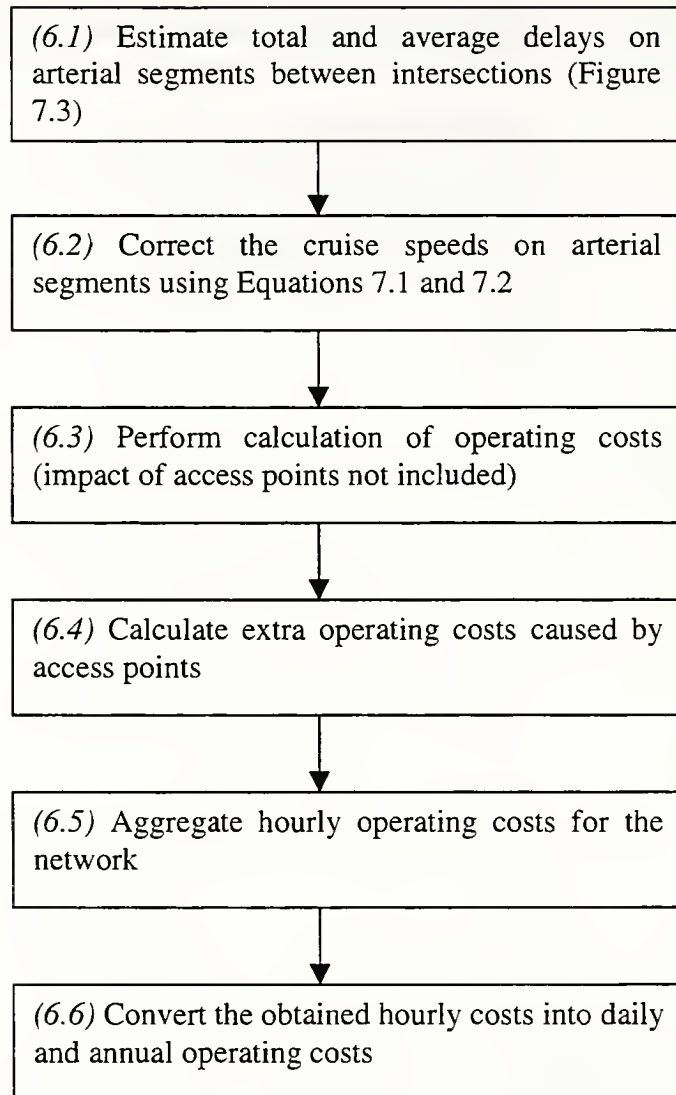 (6.1) Estimate total and average delays on
arterial segments between intersections (Figure
7.3)
(6.2) Correct the cruise speeds on arterial
segments using Equations 7.1 and 7.2
(6.3) Perform calculation of operating costs
(impact of access points not included)
(6.4) Calculate extra operating costs caused by
access points
(6.5) Aggregate hourly operating costs for the
network
(6.6) Convert the obtained hourly costs into daily
and annual operating costs